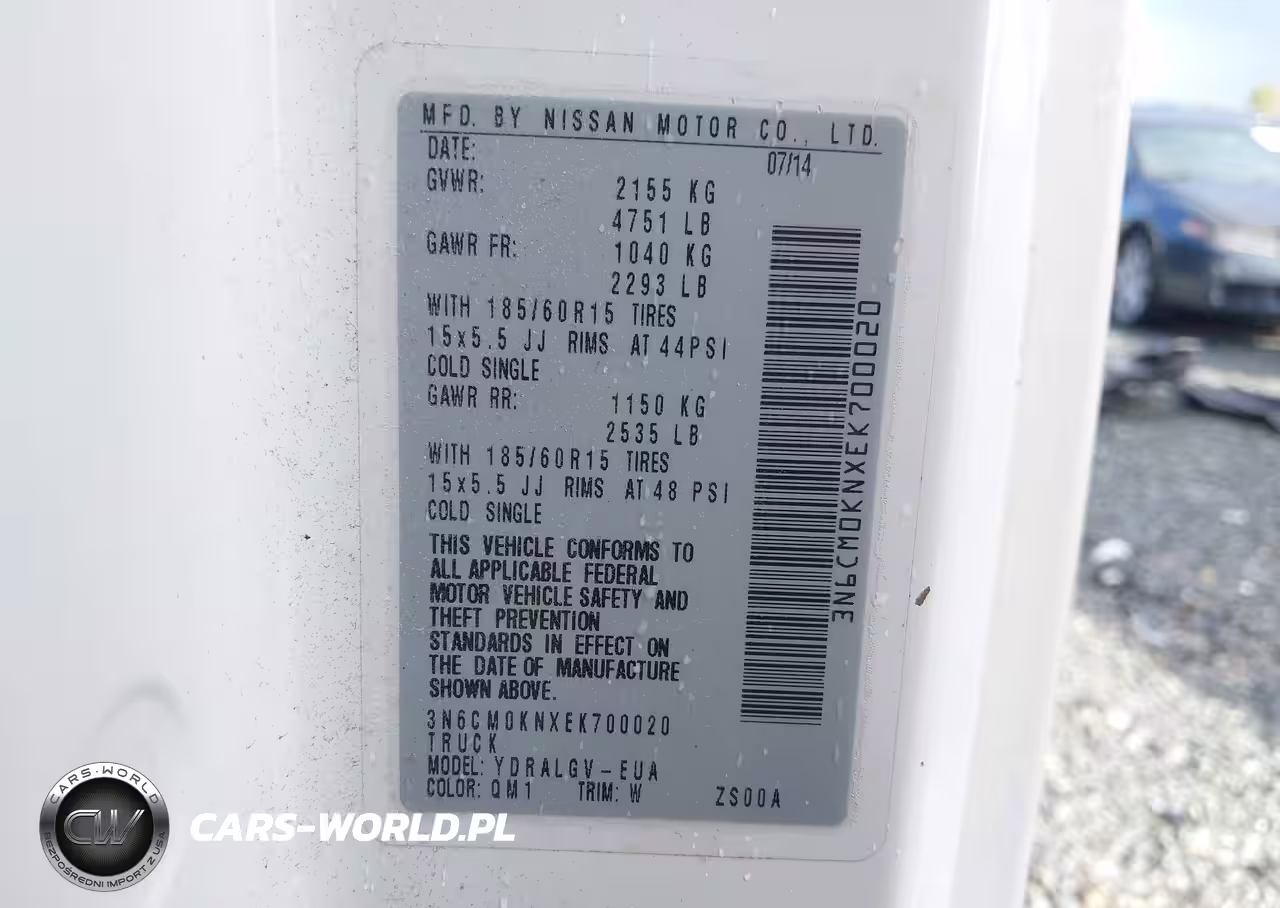 MFD. BY NISSAN MOTOR CO., LTD.
DATE: 07/14
GVWR: 2155 KG
4751 LB
GAWR FR: 1040 KG
2293 LB
WITH 185/60R15 TIRES
15x5.5 JJ RIMS AT 44PSI
COLD SINGLE
GAWR RR: 1150 KG
2535 LB
WITH 185/60R15 TIRES
15x5.5 JJ RIMS AT 48 PSI
COLD SINGLE
THIS VEHICLE CONFORMS TO
ALL APPLICABLE FEDERAL
MOTOR VEHICLE SAFETY AND
THEFT PREVENTION
STANDARDS IN EFFECT ON
THE DATE OF MANUFACTURE
SHOWN ABOVE.
3N6CM0KNXEK700020
TRUCK
MODEL: YDRALGV-EUA
COLOR: QM1 TRIM: W ZS00A
3N6CM0KNXEK700020
CARS-WORLD
CW
BEZPOŚREDNI IMPORT Z USA
CARS-WORLD.PL